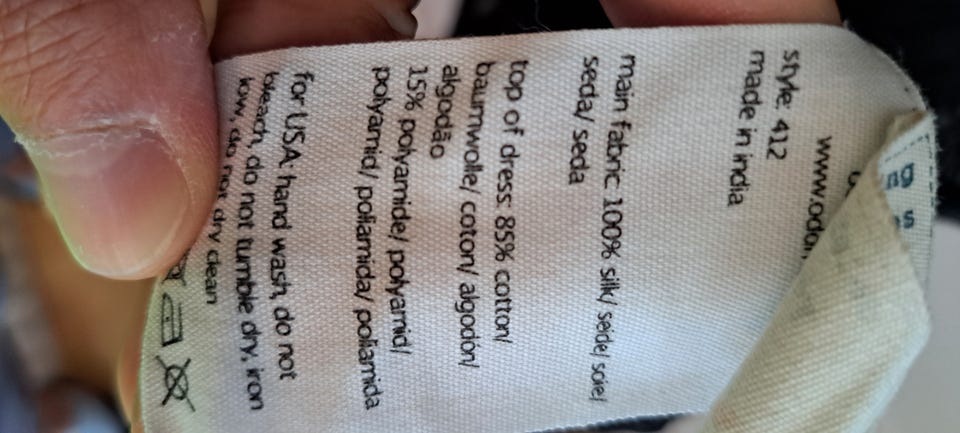 style: 412
made in india
main fabric 100% silk/ seide/ soie/
seda/ seda
top of dress: 85% cotton/
baumwolle/ coton/ algodón/
algodão
15% polyamide/ polyamid/
polyamid/ poliamida/ poliamida
for USA: hand wash, do not
bleach, do not tumble dry, iron
low, do not dry clean